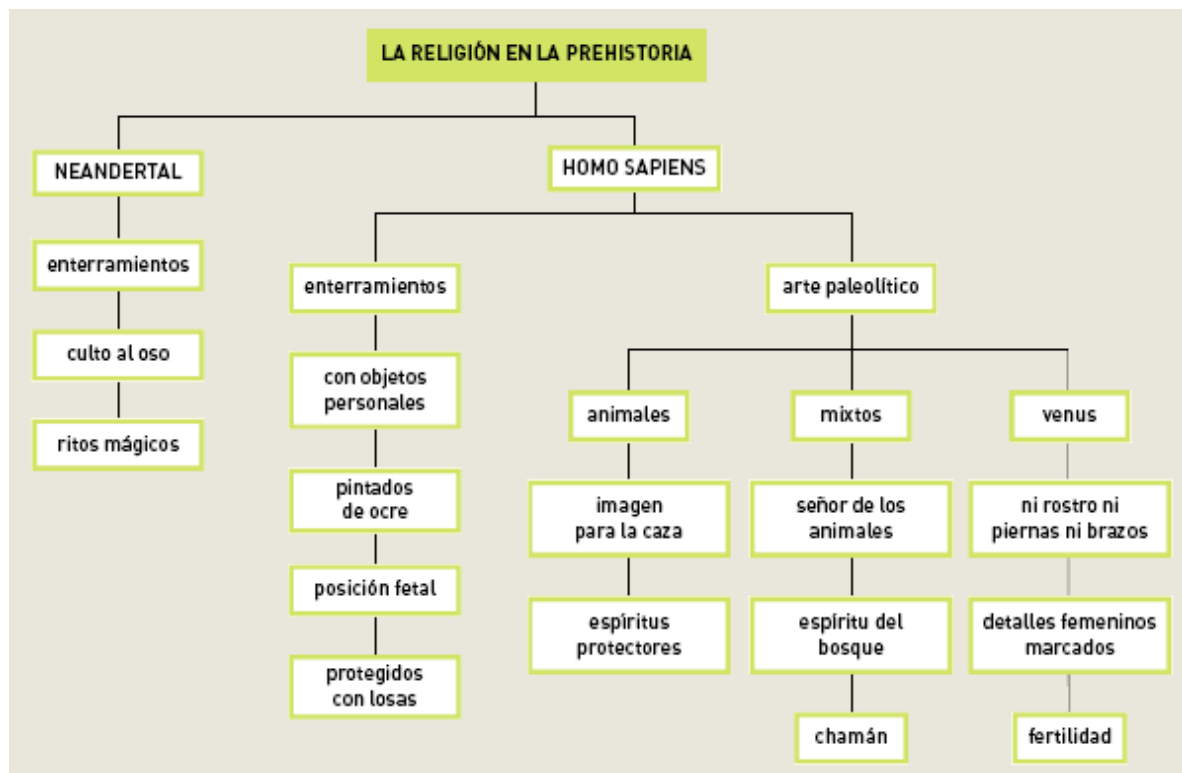 LA RELIGIÓN EN LA PREHISTORIA
NEANDERTAL
enterramientos
culto al oso
ritos mágicos
HOMO SAPIENS
enterramientos
con objetos
personales
pintados
de ocre
posición fetal
protegidos
con losas
arte paleolítico
animales
imagen
para la caza
espíritus
protectores
mixtos
señor de los
animales
espíritu del
bosque
chamán
venus
ni rostro ni
piernas ni brazos
detalles femeninos
marcados
fertilidad